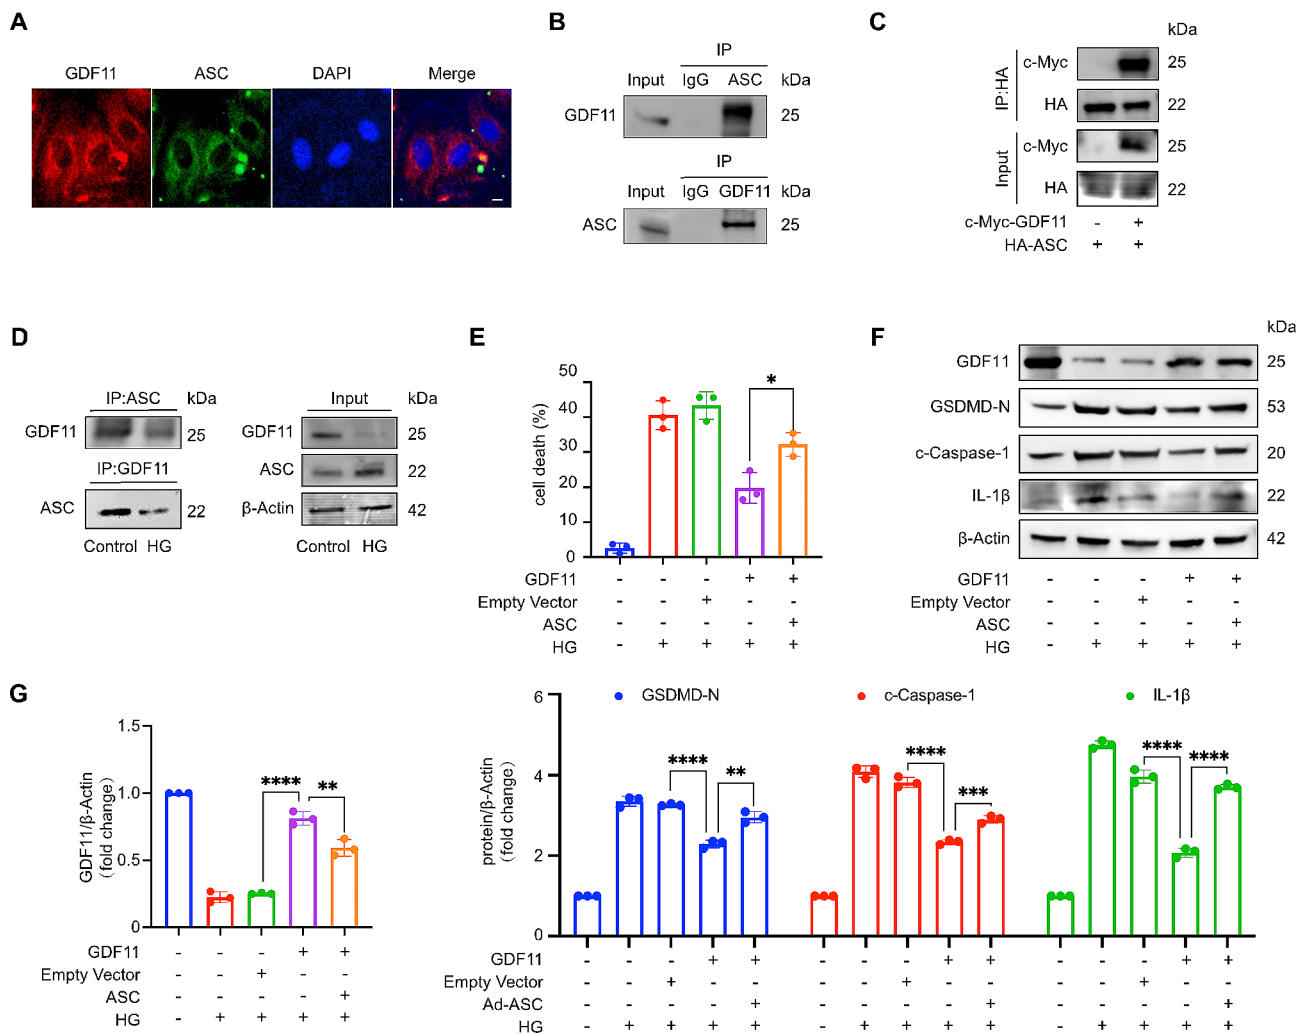 A
GDF11 ASC DAPI Merge
B
IP
Input IgG ASC kDa
GDF11 25
IP
Input IgG GDF11 kDa
ASC 25
C
kDa
IP:HA
c-Myc 25
HA 22
Input
c-Myc 25
HA 22
c-Myc-GDF11 - +
HA-ASC + +
D
IP:ASC kDa
GDF11 25
IP:GDF11
ASC 22
Control HG
Input kDa
GDF11 25
ASC 22
β-Actin 42
Control HG
E
cell death (%)
50
40
30
20
10
0
*
GDF11 - - - + +
Empty Vector - - + - -
ASC - - - - +
HG - + + + +
F
kDa
GDF11 25
GSDMD-N 53
c-Caspase-1 20
IL-1β 22
β-Actin 42
GDF11 - - - + +
Empty Vector - - + - -
ASC - - - - +
HG - + + + +
G
GDF11/β-Actin
(fold change)
1.5
1.0
0.5
0
**** **
GDF11 - - - + +
Empty Vector - - + - -
ASC - - - - +
HG - + + + +
protein/β-Actin
(fold change)
6
4
2
0
GSDMD-N c-Caspase-1 IL-1β
**** ** **** *** **** ****
GDF11 - - - + + - - - + + - - - + +
Empty Vector - - + - - - - + - - - - + - -
Ad-ASC - - - - + - - - - + - - - - +
HG - + + + + - + + + + - + + + +